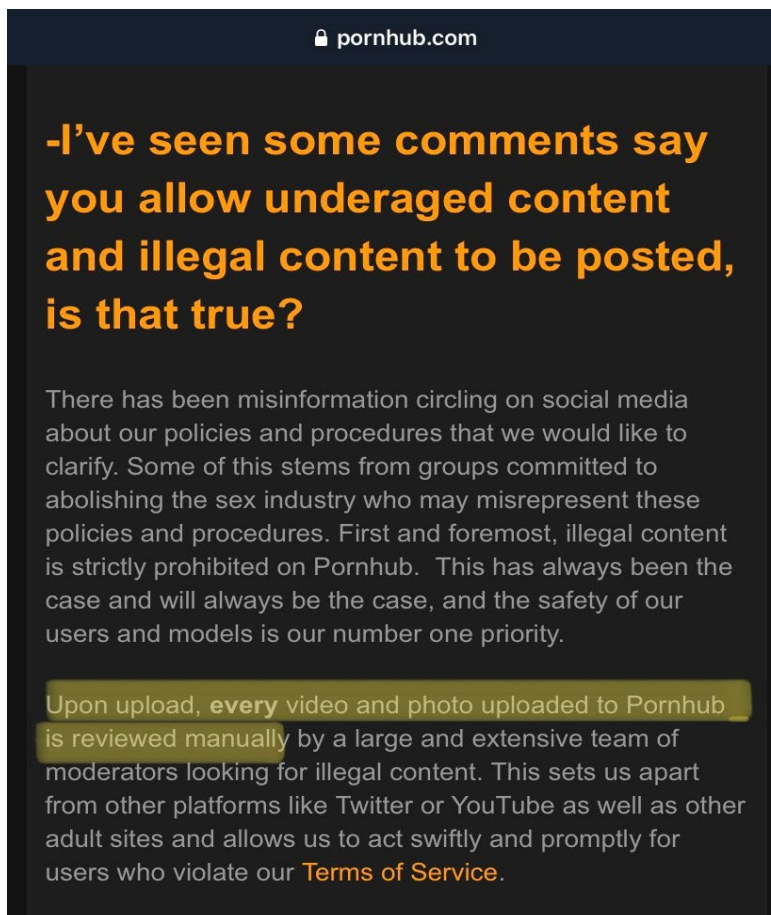 pornhub.com
-I’ve seen some comments say
you allow underaged content
and illegal content to be posted,
is that true?
There has been misinformation circling on social media
about our policies and procedures that we would like to
clarify. Some of this stems from groups committed to
abolishing the sex industry who may misrepresent these
policies and procedures. First and foremost, illegal content
is strictly prohibited on Pornhub.  This has always been the
case and will always be the case, and the safety of our
users and models is our number one priority.
Upon upload, every video and photo uploaded to Pornhub
is reviewed manually by a large and extensive team of
moderators looking for illegal content. This sets us apart
from other platforms like Twitter or YouTube as well as other
adult sites and allows us to act swiftly and promptly for
users who violate our Terms of Service.